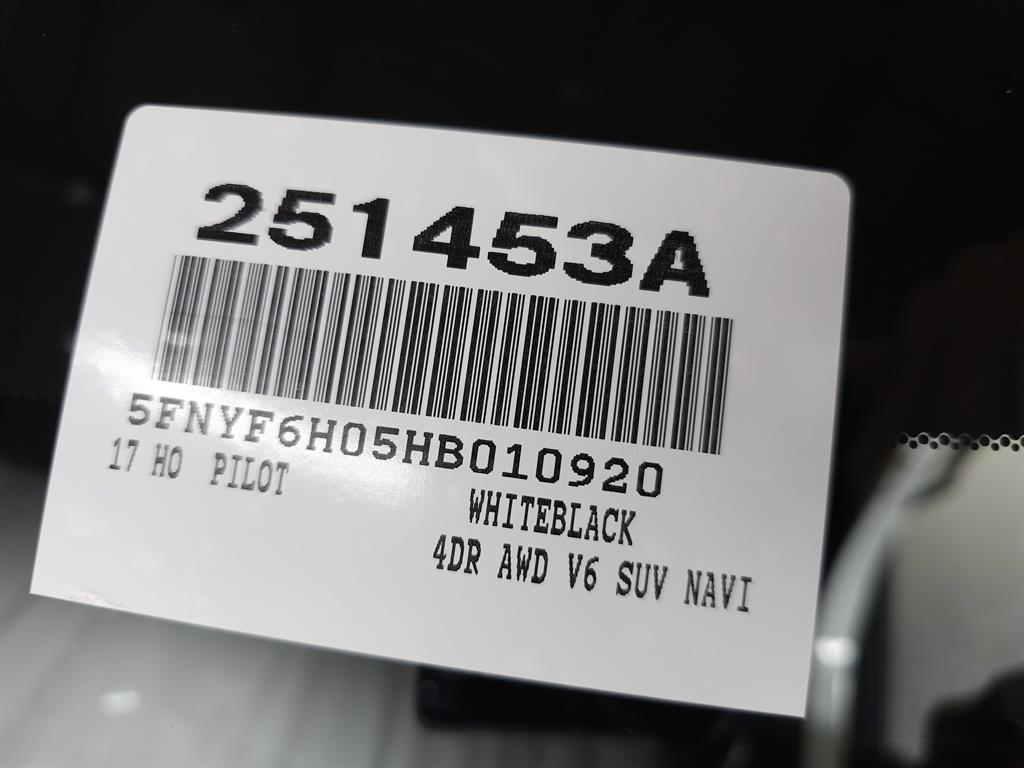 251453A
5FNYF6H05HB010920
17 HO PILOT
WHITEBLACK
4DR AWD V6 SUV NAVI